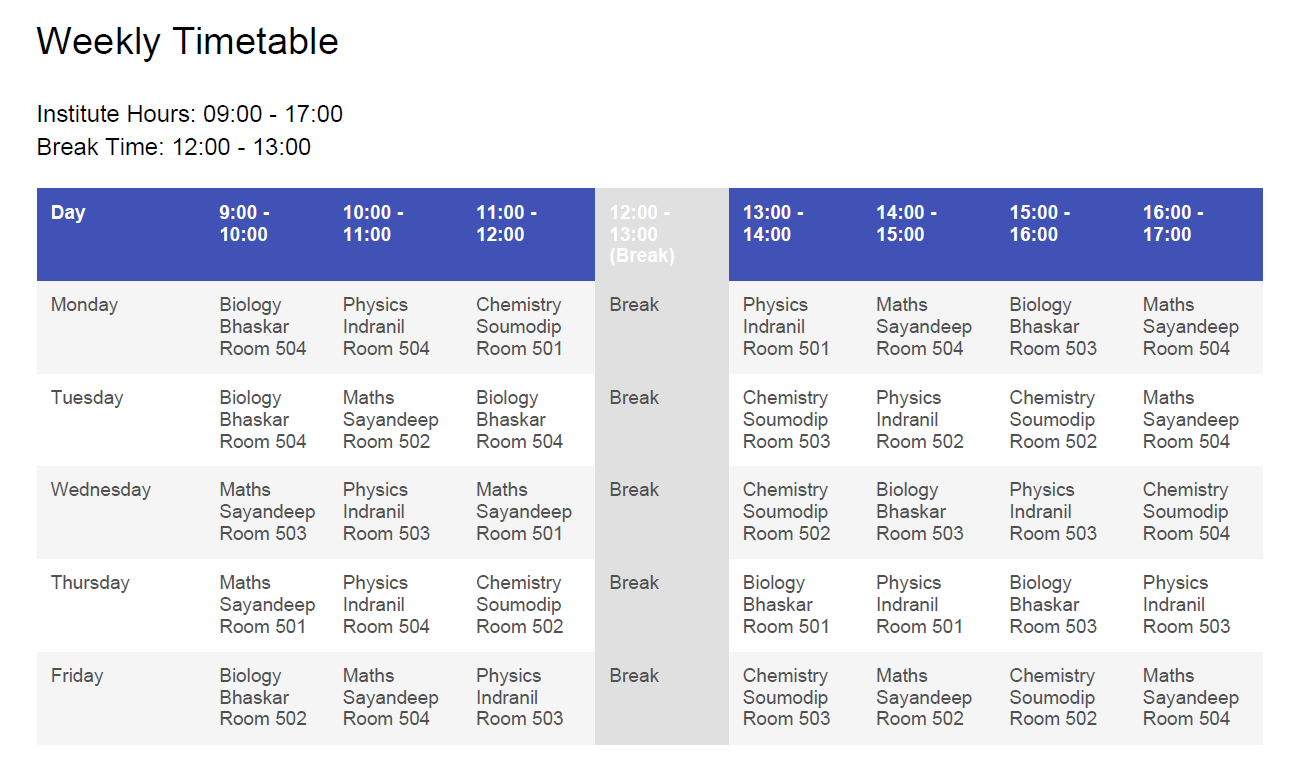 Weekly Timetable
Institute Hours: 09:00 - 17:00
Break Time: 12:00 - 13:00
Day 9:00 - 10:00 - 11:00 - 12:00 - 13:00 - 14:00 - 15:00 - 16:00 -
10:00 11:00 12:00 13:00 14:00 15:00 16:00 17:00
(Break)
Monday Biology Physics Chemistry Break Physics Maths Biology Maths
Bhaskar Indranil Soumodip Indranil Sayandeep Bhaskar Sayandeep
Room 504 Room 504 Room 501 Room 501 Room 504 Room 503 Room 504
Tuesday Biology Maths Biology Break Chemistry Physics Chemistry Maths
Bhaskar Sayandeep Bhaskar Soumodip Indranil Soumodip Sayandeep
Room 504 Room 502 Room 504 Room 503 Room 502 Room 502 Room 504
Wednesday Maths Physics Maths Break Chemistry Biology Physics Chemistry
Sayandeep Indranil Sayandeep Soumodip Bhaskar Indranil Soumodip
Room 503 Room 503 Room 501 Room 502 Room 503 Room 503 Room 504
Thursday Maths Physics Chemistry Break Biology Physics Biology Physics
Sayandeep Indranil Soumodip Bhaskar Indranil Bhaskar Indranil
Room 501 Room 504 Room 502 Room 501 Room 501 Room 503 Room 503
Friday Biology Maths Physics Break Chemistry Maths Chemistry Maths
Bhaskar Sayandeep Indranil Soumodip Sayandeep Soumodip Sayandeep
Room 502 Room 504 Room 503 Room 503 Room 502 Room 502 Room 504